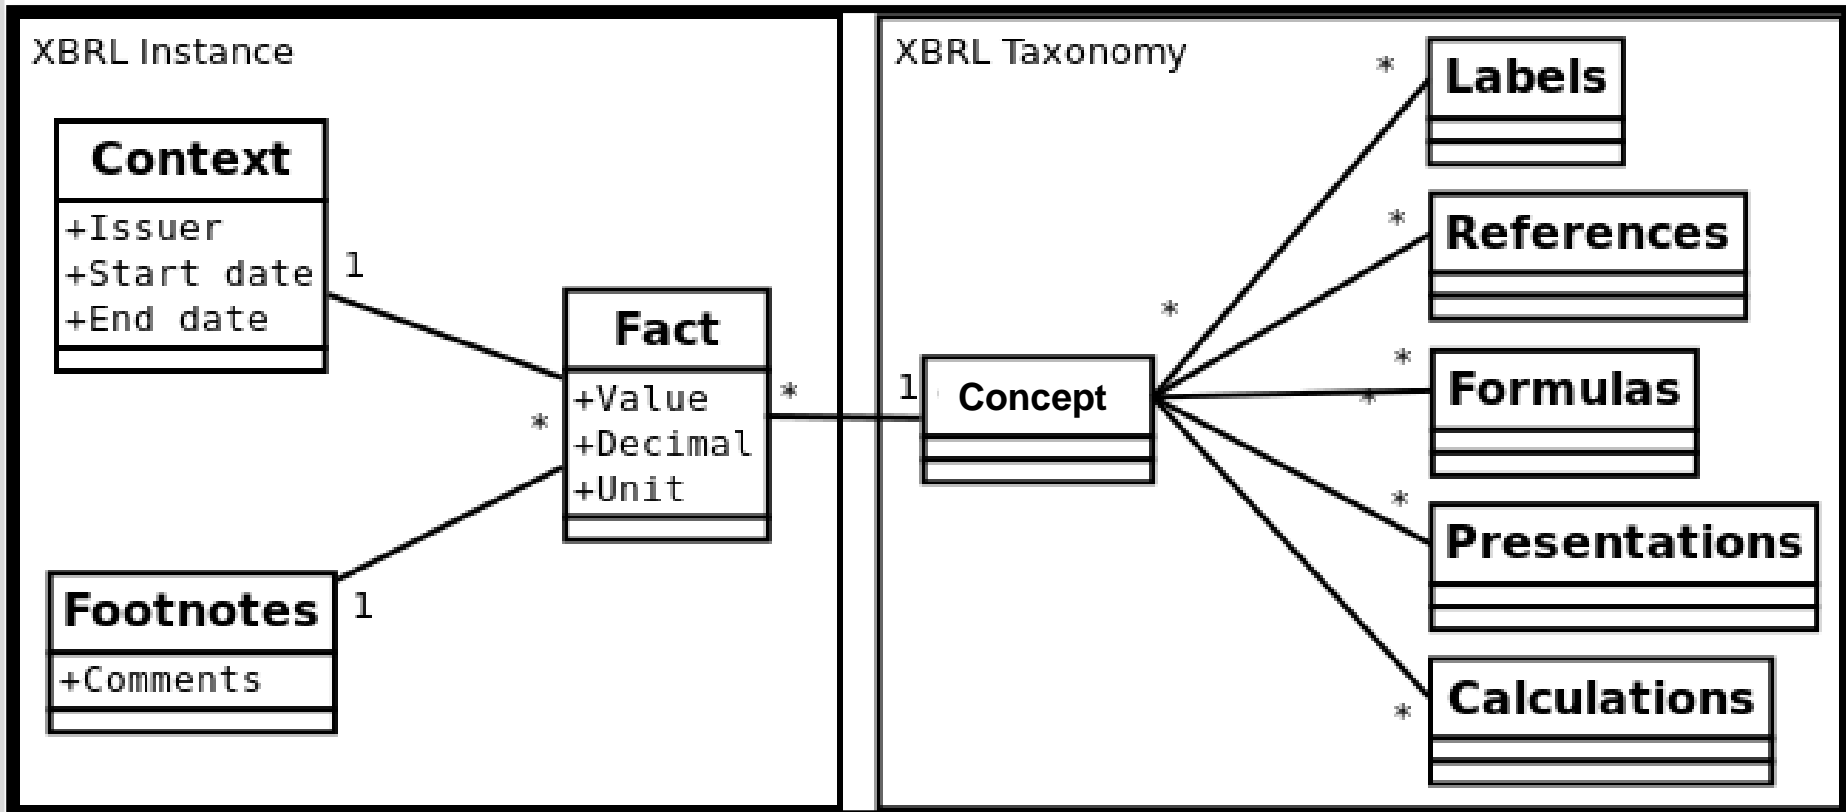 XBRL Instance
Context
+Issuer
+Start date
+End date
1
Fact
+Value
+Decimal
+Unit
*
*
Footnotes
+Comments
1
XBRL Taxonomy
1
Concept
*
*
Labels
*
References
*
*
Formulas
*
Presentations
*
Calculations